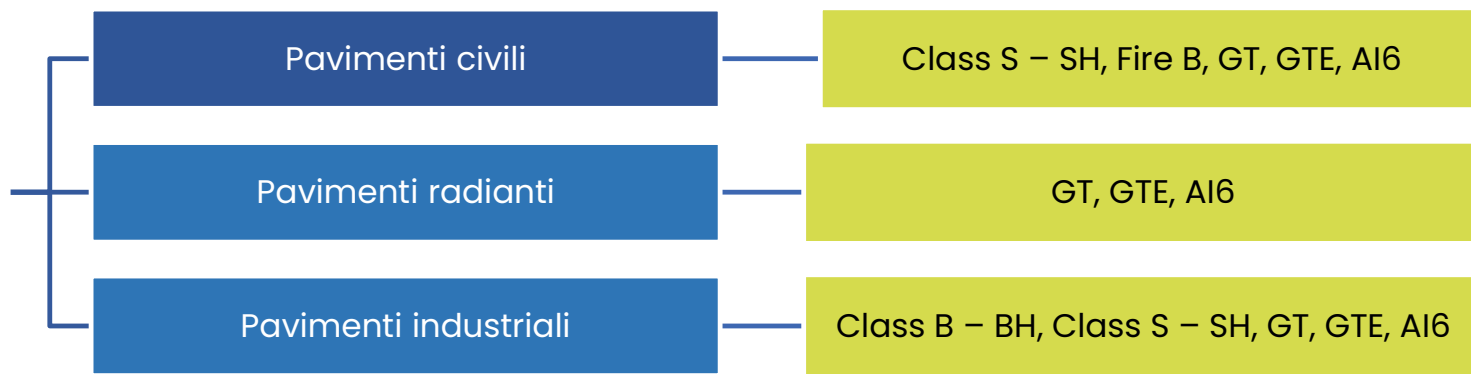 Pavimenti civili
Class S – SH, Fire B, GT, GTE, AI6
Pavimenti radianti
GT, GTE, AI6
Pavimenti industriali
Class B – BH, Class S – SH, GT, GTE, AI6